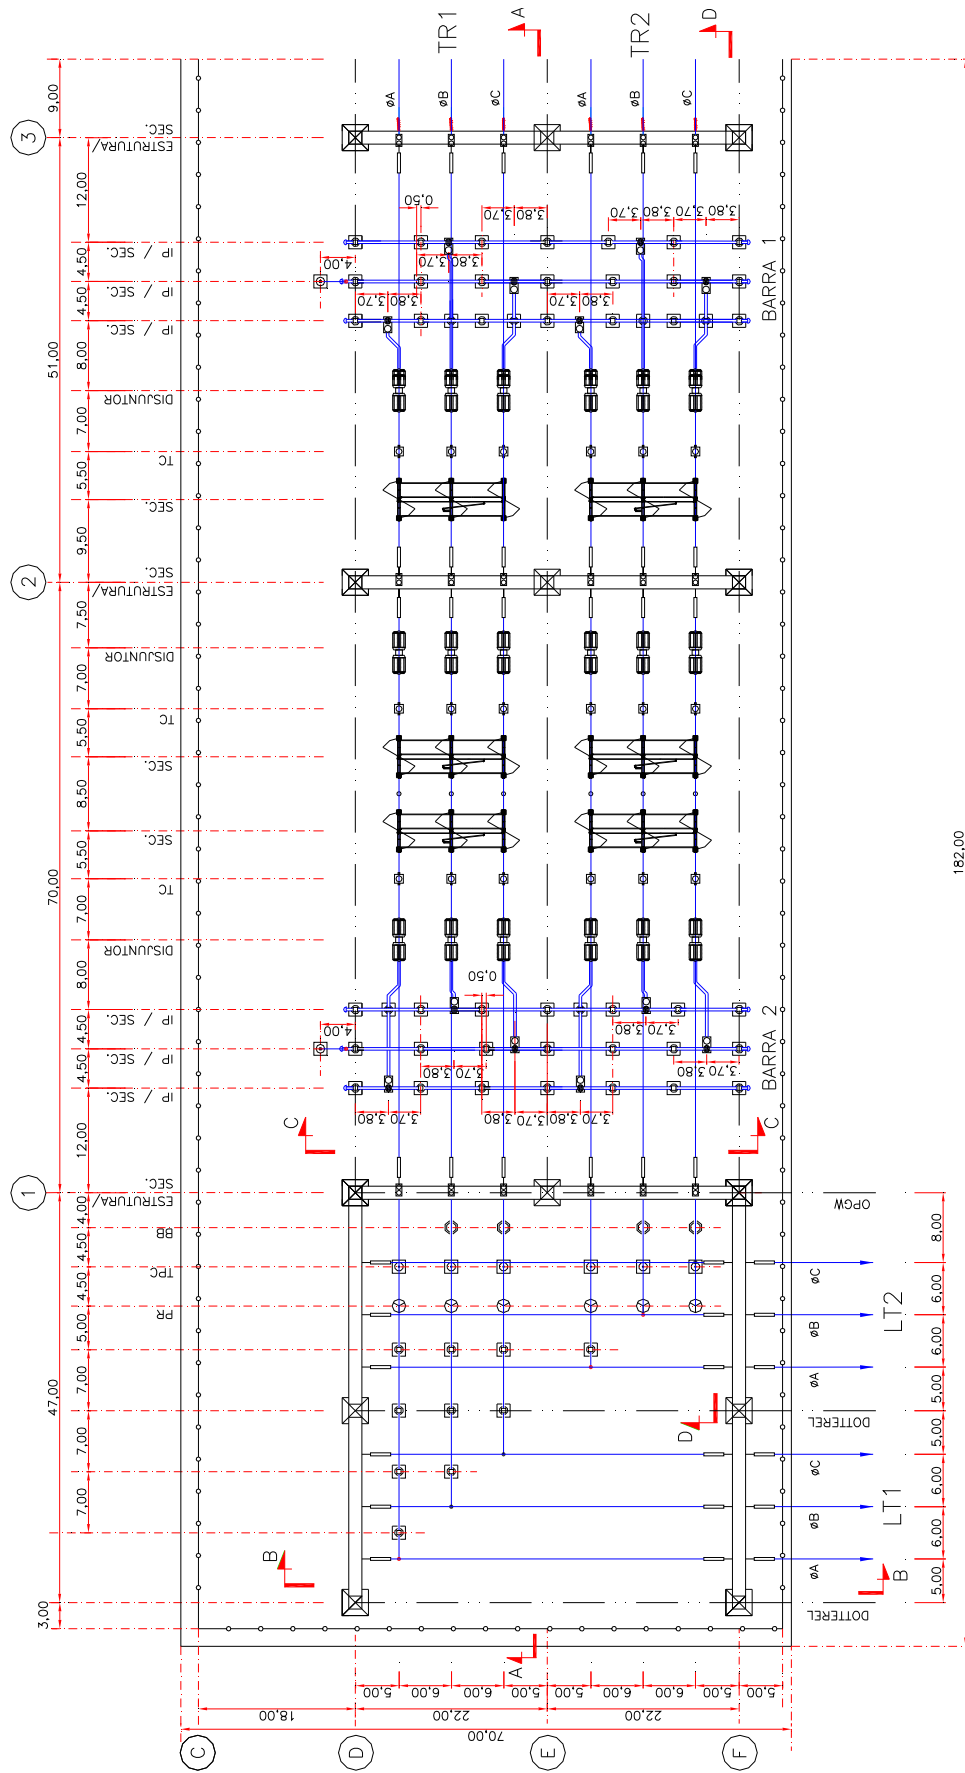 TR1
A
TR2
D
9,00
3
øA
øB
øC
øA
øB
øC
ESTRUTURA/
SEC.
12,00
0,50
3,70
3,80
3,70
3,80
3,70
3,80
IP / SEC.
4,50
4,00
3,70
3,80
IP / SEC.
4,50
3,70
3,80
3,70
3,80
IP / SEC.
BARRA 1
51,00
8,00
DISJUNTOR
7,00
TC
5,50
SEC.
9,50
2
ESTRUTURA/
SEC.
7,50
DISJUNTOR
7,00
TC
5,50
SEC.
8,50
SEC.
5,50
182,00
70,00
TC
7,00
DISJUNTOR
8,00
0,50
IP / SEC.
4,50
4,00
3,80
3,70
IP / SEC.
BARRA 2
4,50
3,80
3,70
3,70
3,80
IP / SEC.
3,80
3,70
3,80
3,70
3,80
3,70
12,00
C
C
1
ESTRUTURA/
SEC.
OPGW
4,00
BB
4,50
8,00
TPC
4,50
øC
PR
5,00
6,00
øB
LT2
7,00
6,00
øA
47,00
5,00
D
DOTTEREL
7,00
5,00
øC
6,00
7,00
øB
LT1
6,00
B
øA
B
5,00
DOTTEREL
3,00
A
5,00
6,00
6,00
5,00
5,00
6,00
6,00
5,00
5,00
18,00
22,00
22,00
70,00
C
D
E
F